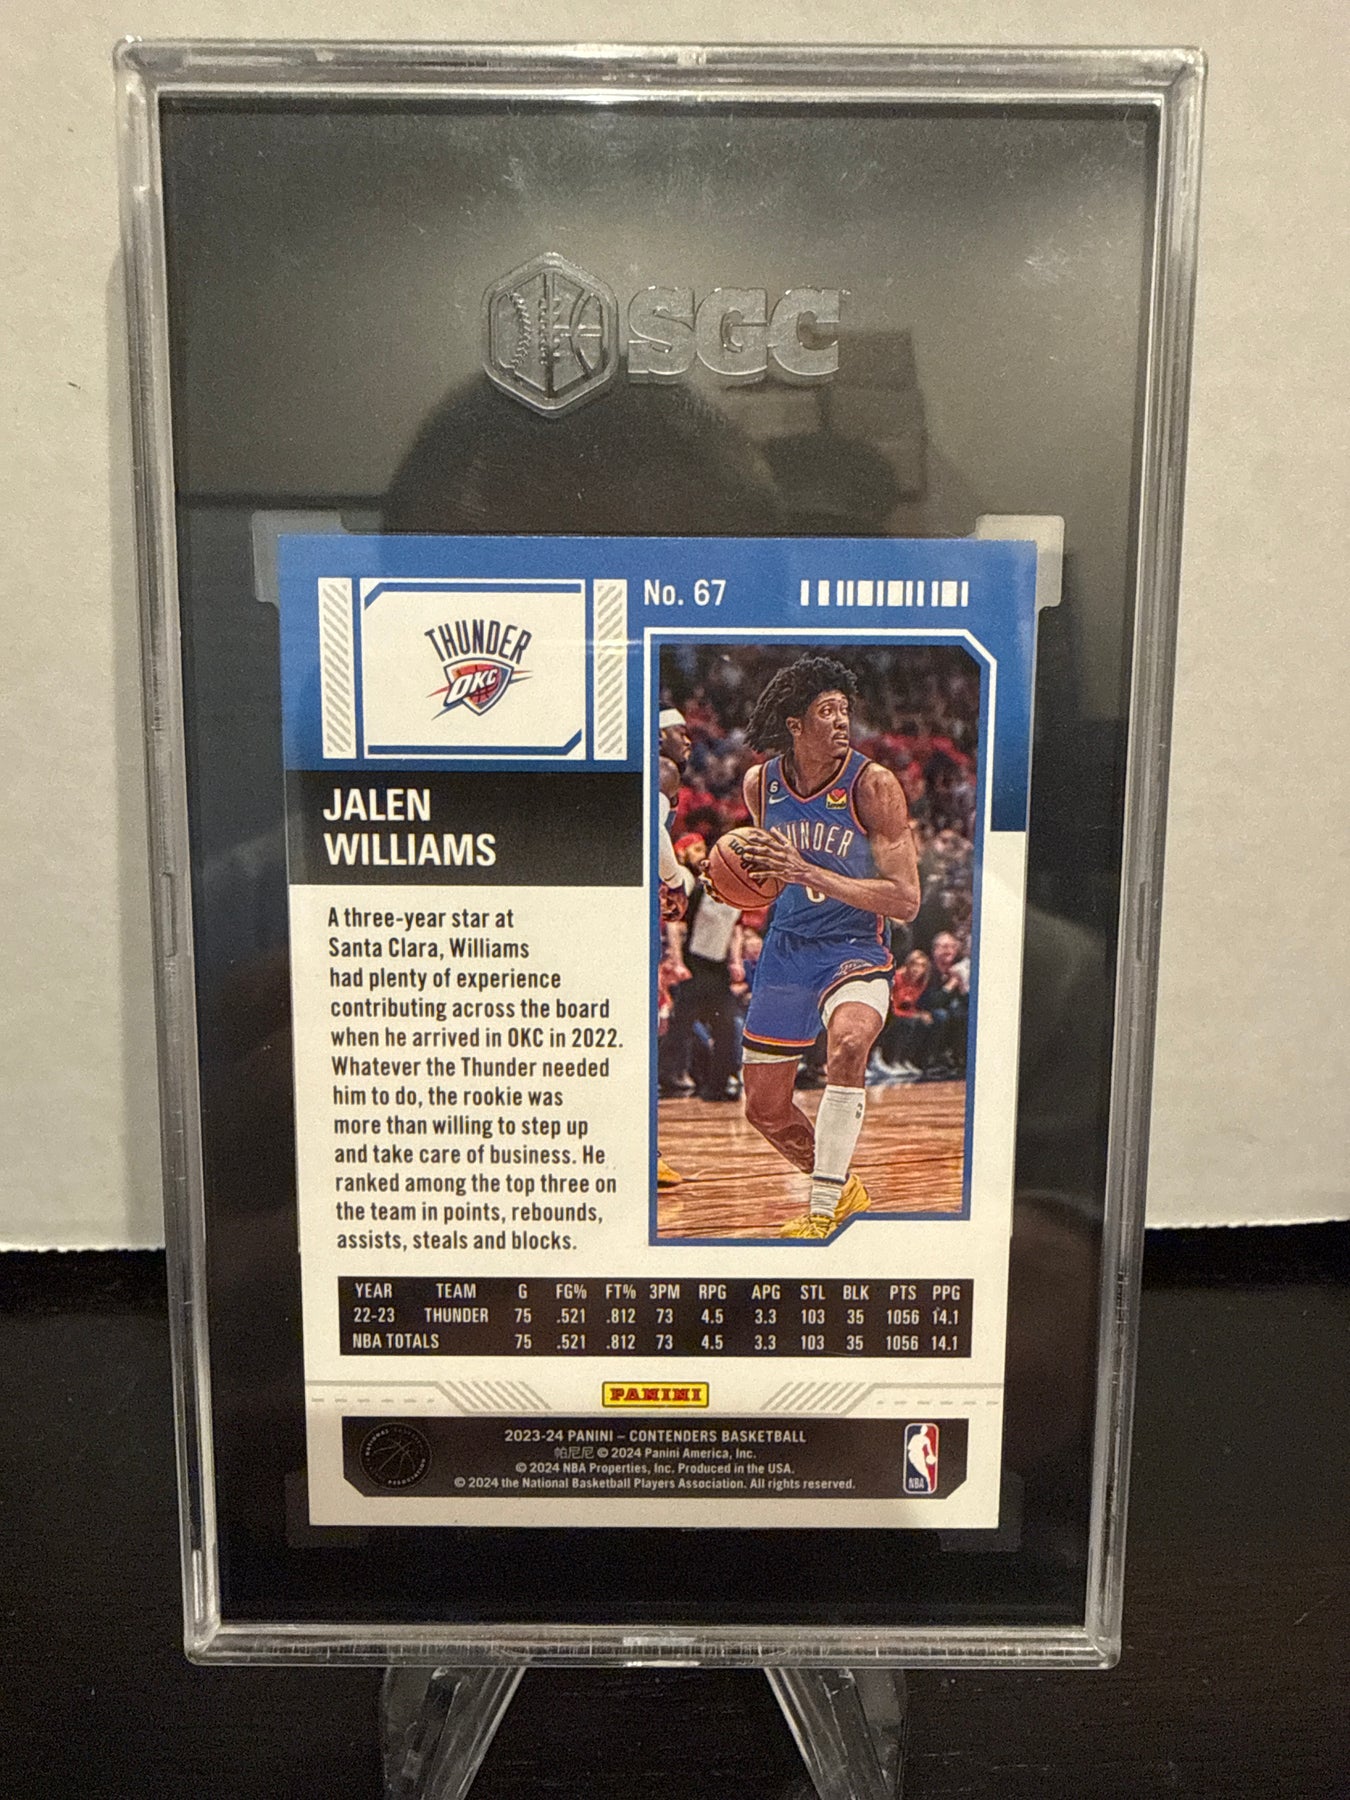 SGC
THUNDER
OKC
No. 67
JALEN
WILLIAMS
6
THUNDER
A three-year star at
Santa Clara, Williams
had plenty of experience
contributing across the board
when he arrived in OKC in 2022.
Whatever the Thunder needed
him to do, the rookie was
more than willing to step up
and take care of business. He
ranked among the top three on
the team in points, rebounds,
assists, steals and blocks.
YEAR TEAM G FG% FT% 3PM RPG APG STL BLK PTS PPG
22-23 THUNDER 75 .521 .812 73 4.5 3.3 103 35 1056 14.1
NBA TOTALS 75 .521 .812 73 4.5 3.3 103 35 1056 14.1
PANINI
2023-24 PANINI – CONTENDERS BASKETBALL
帕尼尼 © 2024 Panini America, Inc.
© 2024 NBA Properties, Inc. Produced in the USA.
© 2024 the National Basketball Players Association. All rights reserved.
NBA